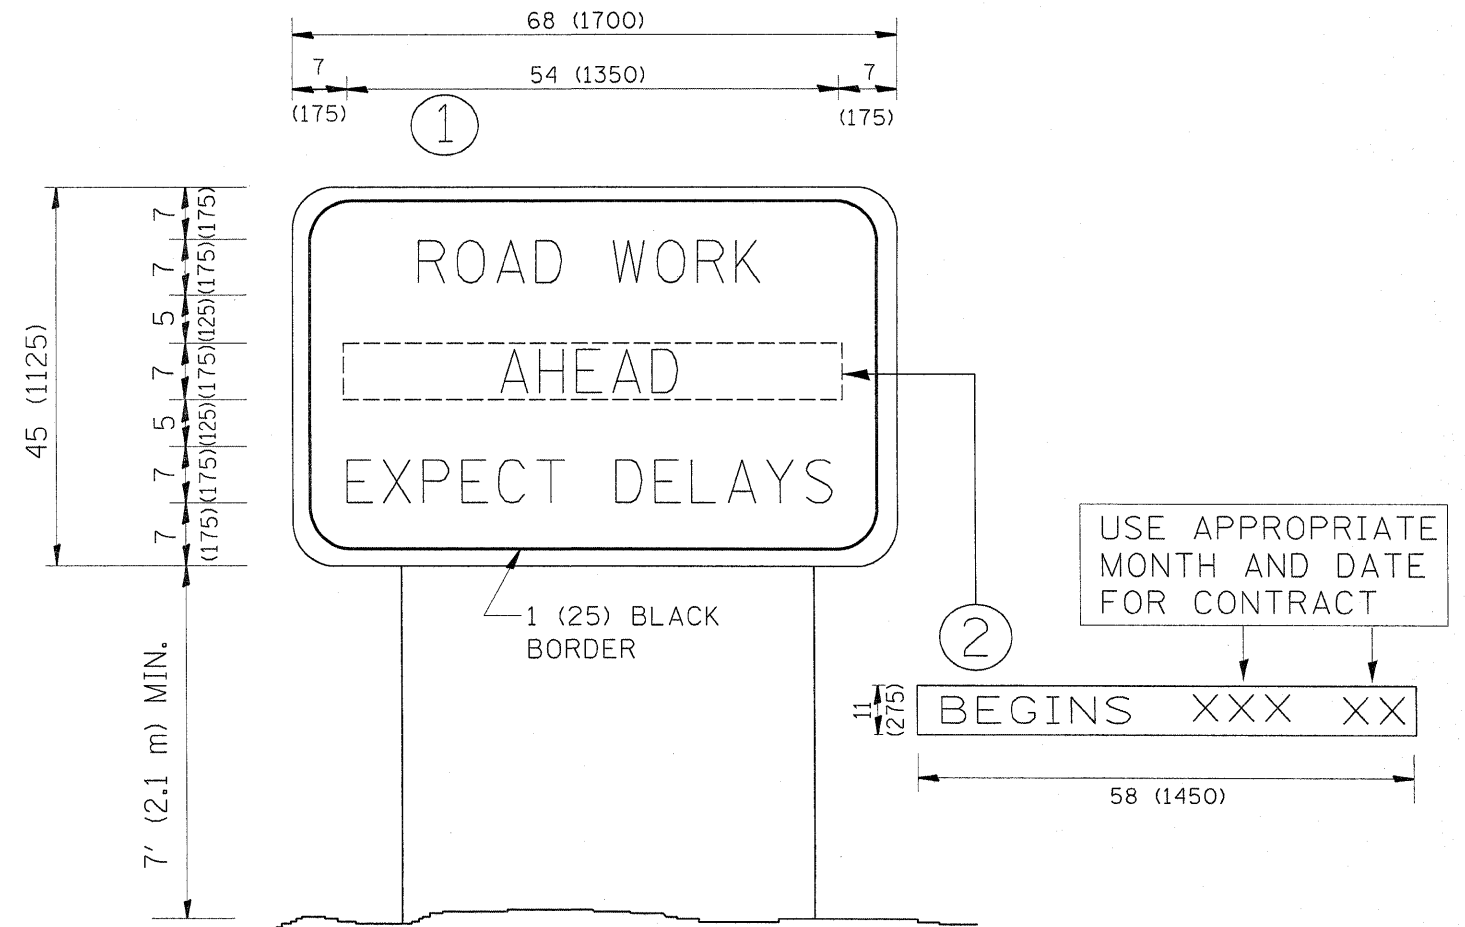 68 (1700)
7
54 (1350)
7
(175)
(175)
1
45 (1125)
7
(175)
7
(175)
5
(125)
7
(175)
5
(125)
7
(175)
7
(175)
ROAD WORK
AHEAD
EXPECT DELAYS
1 (25) BLACK
BORDER
7' (2.1 m) MIN.
USE APPROPRIATE
MONTH AND DATE
FOR CONTRACT
2
11
(275)
BEGINS XXX XX
58 (1450)